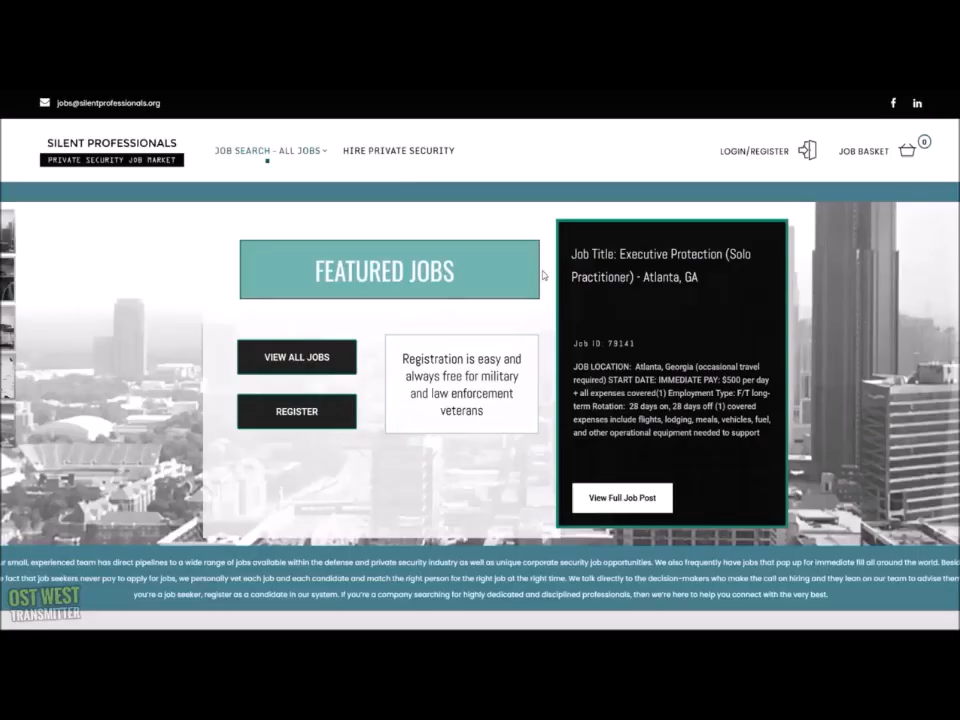 jobs@silentprofessionals.org
SILENT PROFESSIONALS
PRIVATE SECURITY JOB MARKET
JOB SEARCH - ALL JOBS
HIRE PRIVATE SECURITY
LOGIN/REGISTER
JOB BASKET
0
FEATURED JOBS
VIEW ALL JOBS
REGISTER
Registration is easy and
always free for military
and law enforcement
veterans
Job Title: Executive Protection (Solo
Practitioner) - Atlanta, GA
Job ID: 79141
JOB LOCATION: Atlanta, Georgia (occasional travel
required) START DATE: IMMEDIATE PAY: $500 per day
+ all expenses covered(1) Employment Type: F/T long-
term Rotation: 28 days on, 28 days off (1) covered
expenses include flights, lodging, meals, vehicles, fuel,
and other operational equipment needed to support
View Full Job Post
small, experienced team has direct pipelines to a wide range of jobs available within the defense and private security industry as well as unique corporate security job opportunities. We also frequently have jobs that pop up for immediate fill all around the world.
fact that job seekers never pay to apply for jobs, we personally vet each job and each candidate and match the right person for the right job at the right time. We talk directly to the decision-makers who make the call on hiring and they lean on our team to advise
you're a job seeker, register as a candidate in our system. If you're a company searching for highly dedicated and disciplined professionals, then we're here to help you connect with the very best.
OST WEST
TRANSMITTER